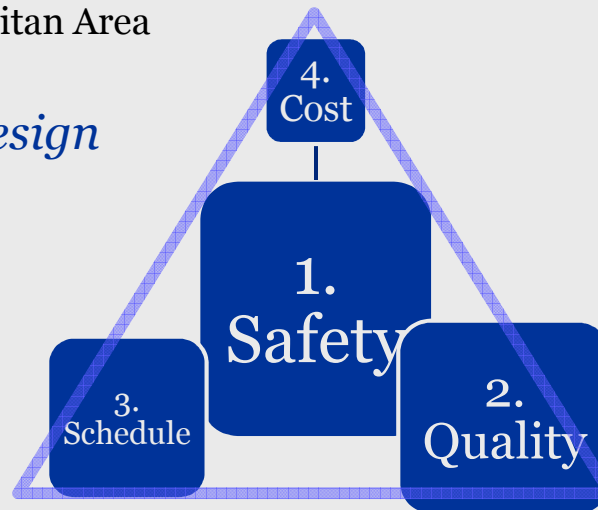 itan Area
esign
4.
Cost
1.
Safety
2.
Quality
3.
Schedule